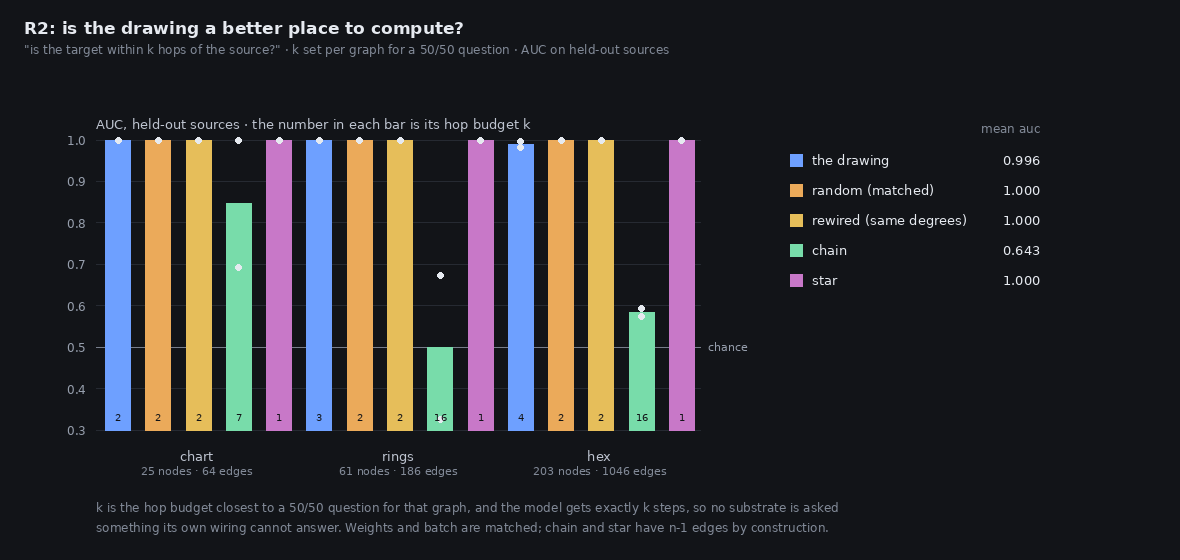 R2: is the drawing a better place to compute?
"is the target within k hops of the source?" · k set per graph for a 50/50 question · AUC on held-out sources
AUC, held-out sources · the number in each bar is its hop budget k
mean auc
1.0
0.9
0.8
0.7
0.6
0.5
0.4
0.3
the drawing 0.996
random (matched) 1.000
rewired (same degrees) 1.000
chain 0.643
star 1.000
chance
2 2 2 7 1 3 2 2 16 1 4 2 2 16 1
chart rings hex
25 nodes · 64 edges 61 nodes · 186 edges 203 nodes · 1046 edges
k is the hop budget closest to a 50/50 question for that graph, and the model gets exactly k steps, so no substrate is asked
something its own wiring cannot answer. Weights and batch are matched; chain and star have n-1 edges by construction.